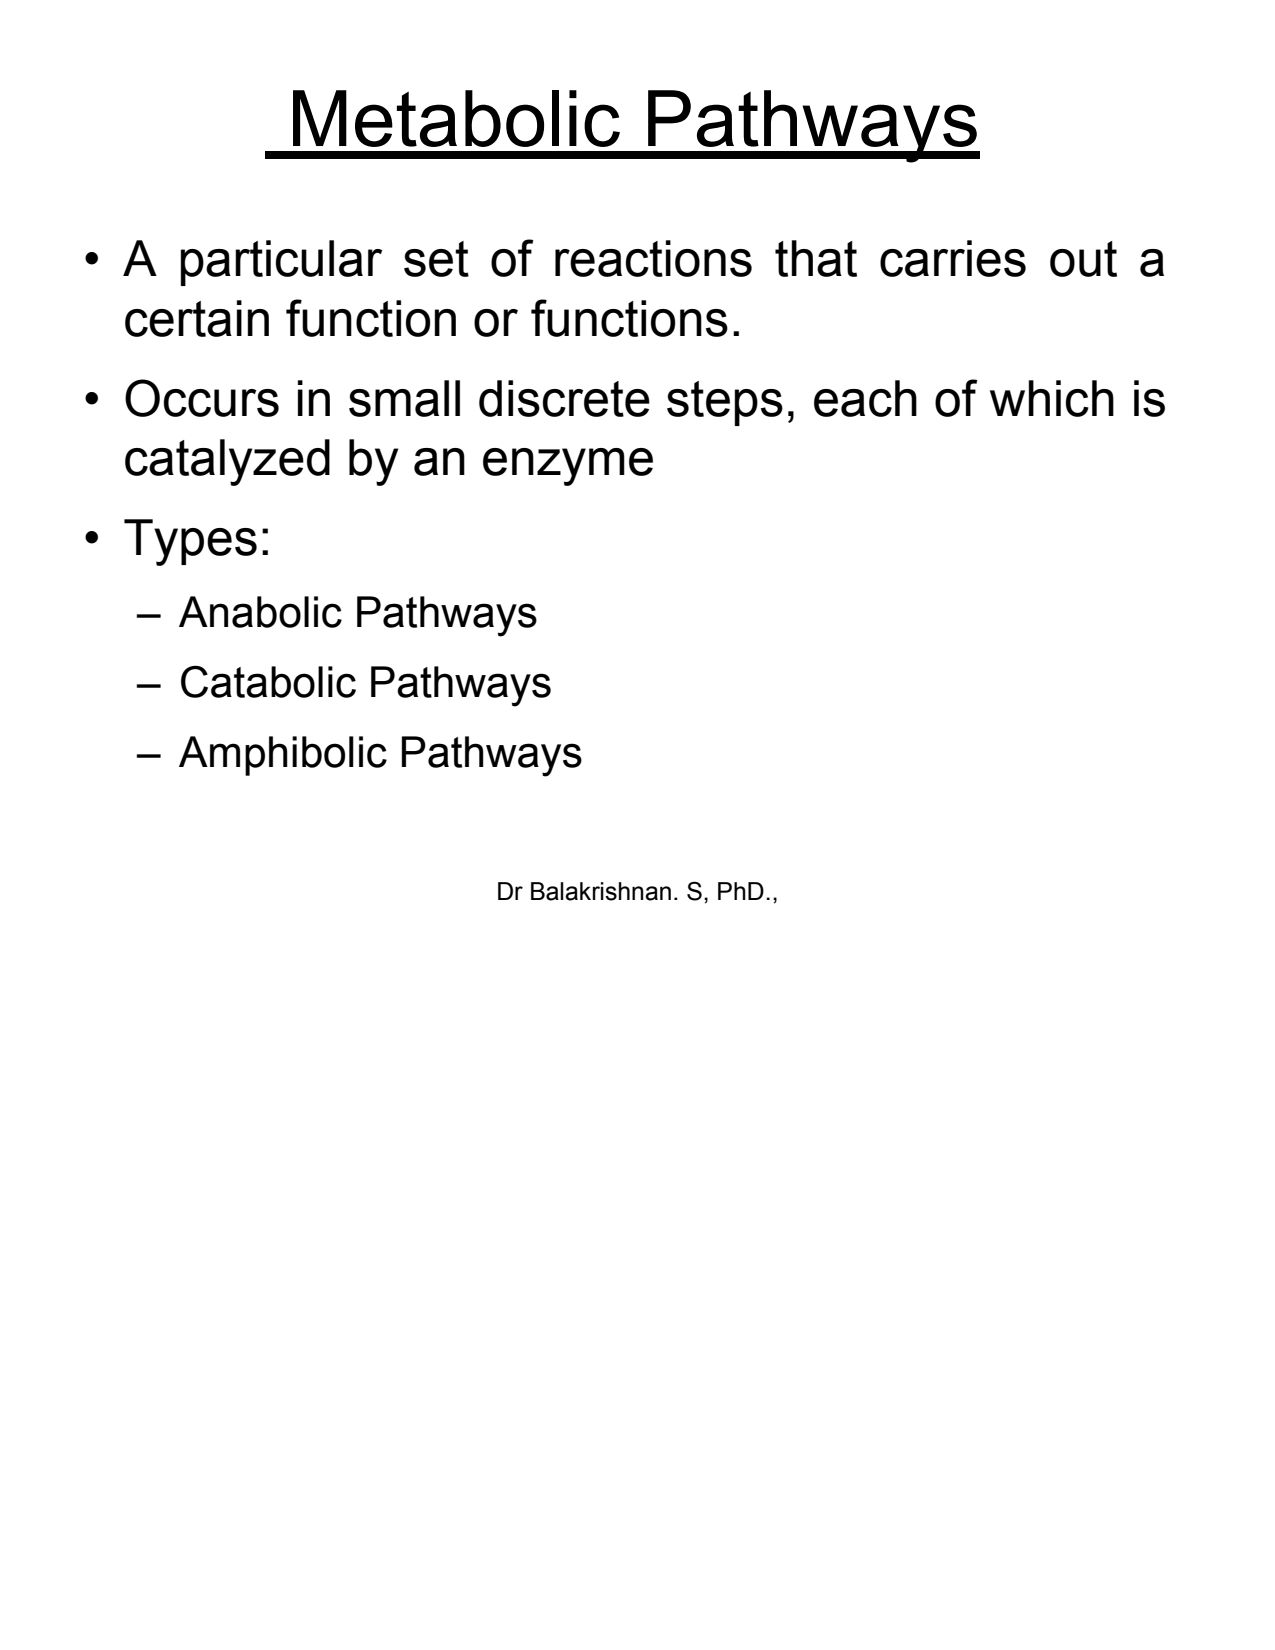 Metabolic Pathways
• A particular set of reactions that carries out a
certain function or functions.
• Occurs in small discrete steps, each of which is
catalyzed by an enzyme
• Types:
– Anabolic Pathways
– Catabolic Pathways
– Amphibolic Pathways
Dr Balakrishnan. S, PhD.,